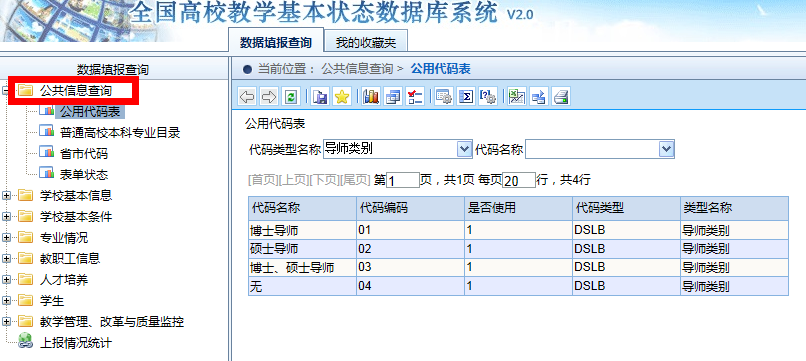 全国高校教学基本状态数据库系统 V2.0
数据填报查询 我的收藏夹
数据填报查询
公共信息查询
公用代码表
普通高校本科专业目录
省市代码
表单状态
学校基本信息
学校基本条件
专业情况
教职工信息
人才培养
学生
教学管理、改革与质量监控
上报情况统计
当前位置： 公共信息查询 > 公用代码表
公用代码表
代码类型名称 导师类别 代码名称
[首页][上页][下页][尾页] 第1页，共1页 每页20行，共4行
代码名称 代码编码 是否使用 代码类型 类型名称
博士导师 01 1 DSLB 导师类别
硕士导师 02 1 DSLB 导师类别
博士、硕士导师 03 1 DSLB 导师类别
无 04 1 DSLB 导师类别